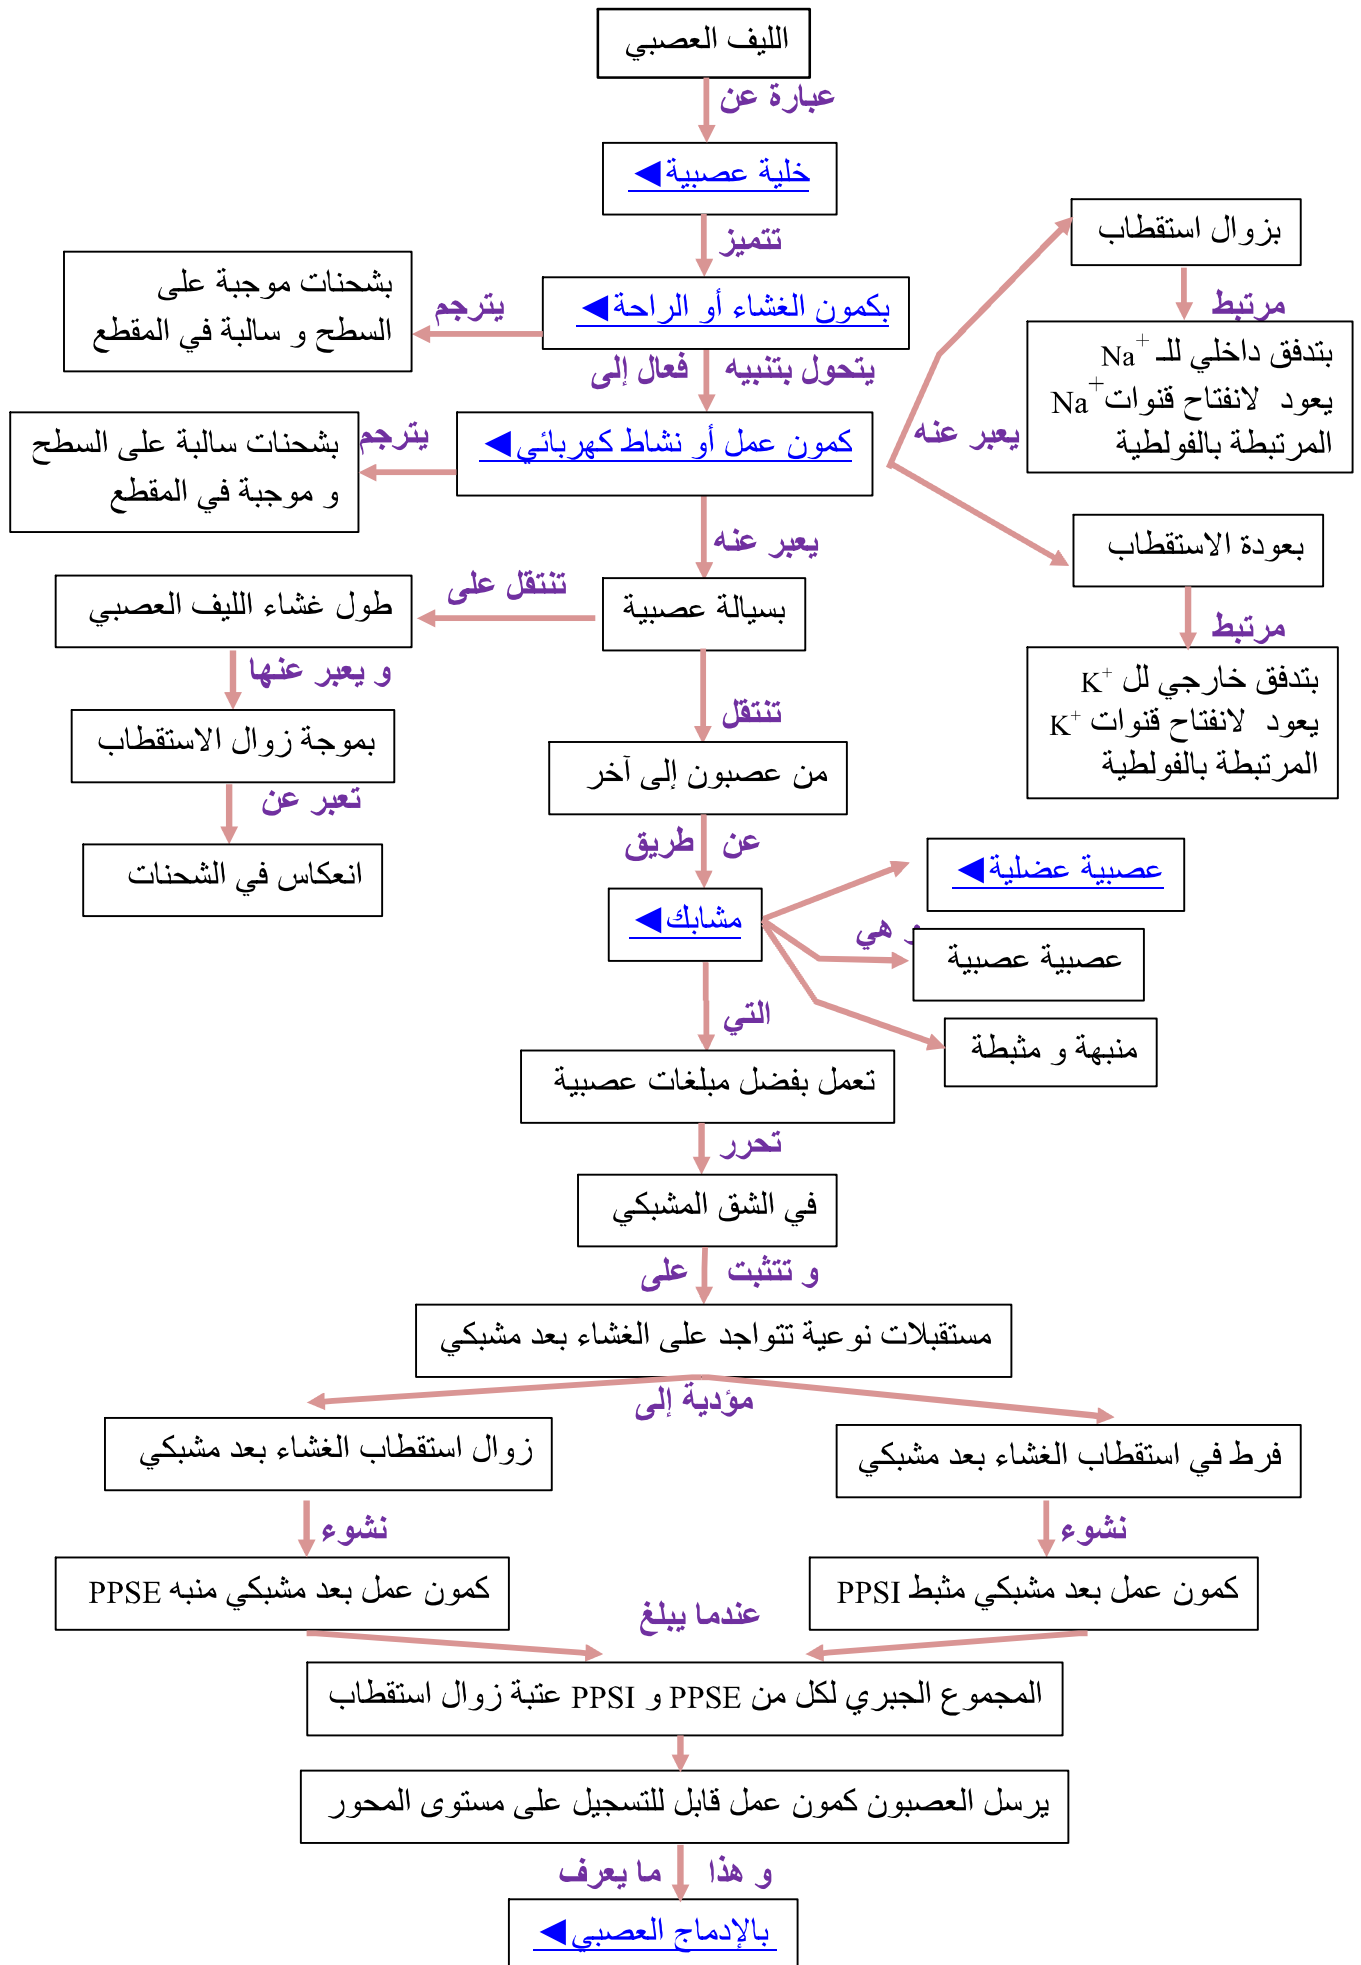 الليف العصبي
عبارة عن
خلية عصبية◄
تتميز
بكمون الغشاء أو الراحة◄
يترجم
بشحنات موجبة على
السطح و سالبة في المقطع
يتحول بتنبيه فعال إلى
كمون عمل أو نشاط كهربائي◄
يترجم
بشحنات سالبة على السطح
و موجبة في المقطع
يعبر عنه
بزوال استقطاب
مرتبط
بتدفق داخلي للـ Na⁺
يعود لانفتاح قنوات Na⁺
المرتبطة بالفولطية
بعودة الاستقطاب
مرتبط
بتدفق خارجي لل K⁺
يعود لانفتاح قنوات K⁺
المرتبطة بالفولطية
يعبر عنه
بسيالة عصبية
تنتقل على
طول غشاء الليف العصبي
و يعبر عنها
بموجة زوال الاستقطاب
تعبر عن
انعكاس في الشحنات
تنتقل
من عصبون إلى آخر
عن طريق
مشابك◄
و هي
عصبية عضلية◄
عصبية عصبية
منبهة و مثبطة
التي
تعمل بفضل مبلغات عصبية
تحرر
في الشق المشبكي
و تتثبت على
مستقبلات نوعية تتواجد على الغشاء بعد مشبكي
مؤدية إلى
فرط في استقطاب الغشاء بعد مشبكي
زوال استقطاب الغشاء بعد مشبكي
نشوء
نشوء
كمون عمل بعد مشبكي مثبط PPSI
كمون عمل بعد مشبكي منبه PPSE
عندما يبلغ
المجموع الجبري لكل من PPSE و PPSI عتبة زوال استقطاب
يرسل العصبون كمون عمل قابل للتسجيل على مستوى المحور
و هذا ما يعرف
بالإدماج العصبي◄